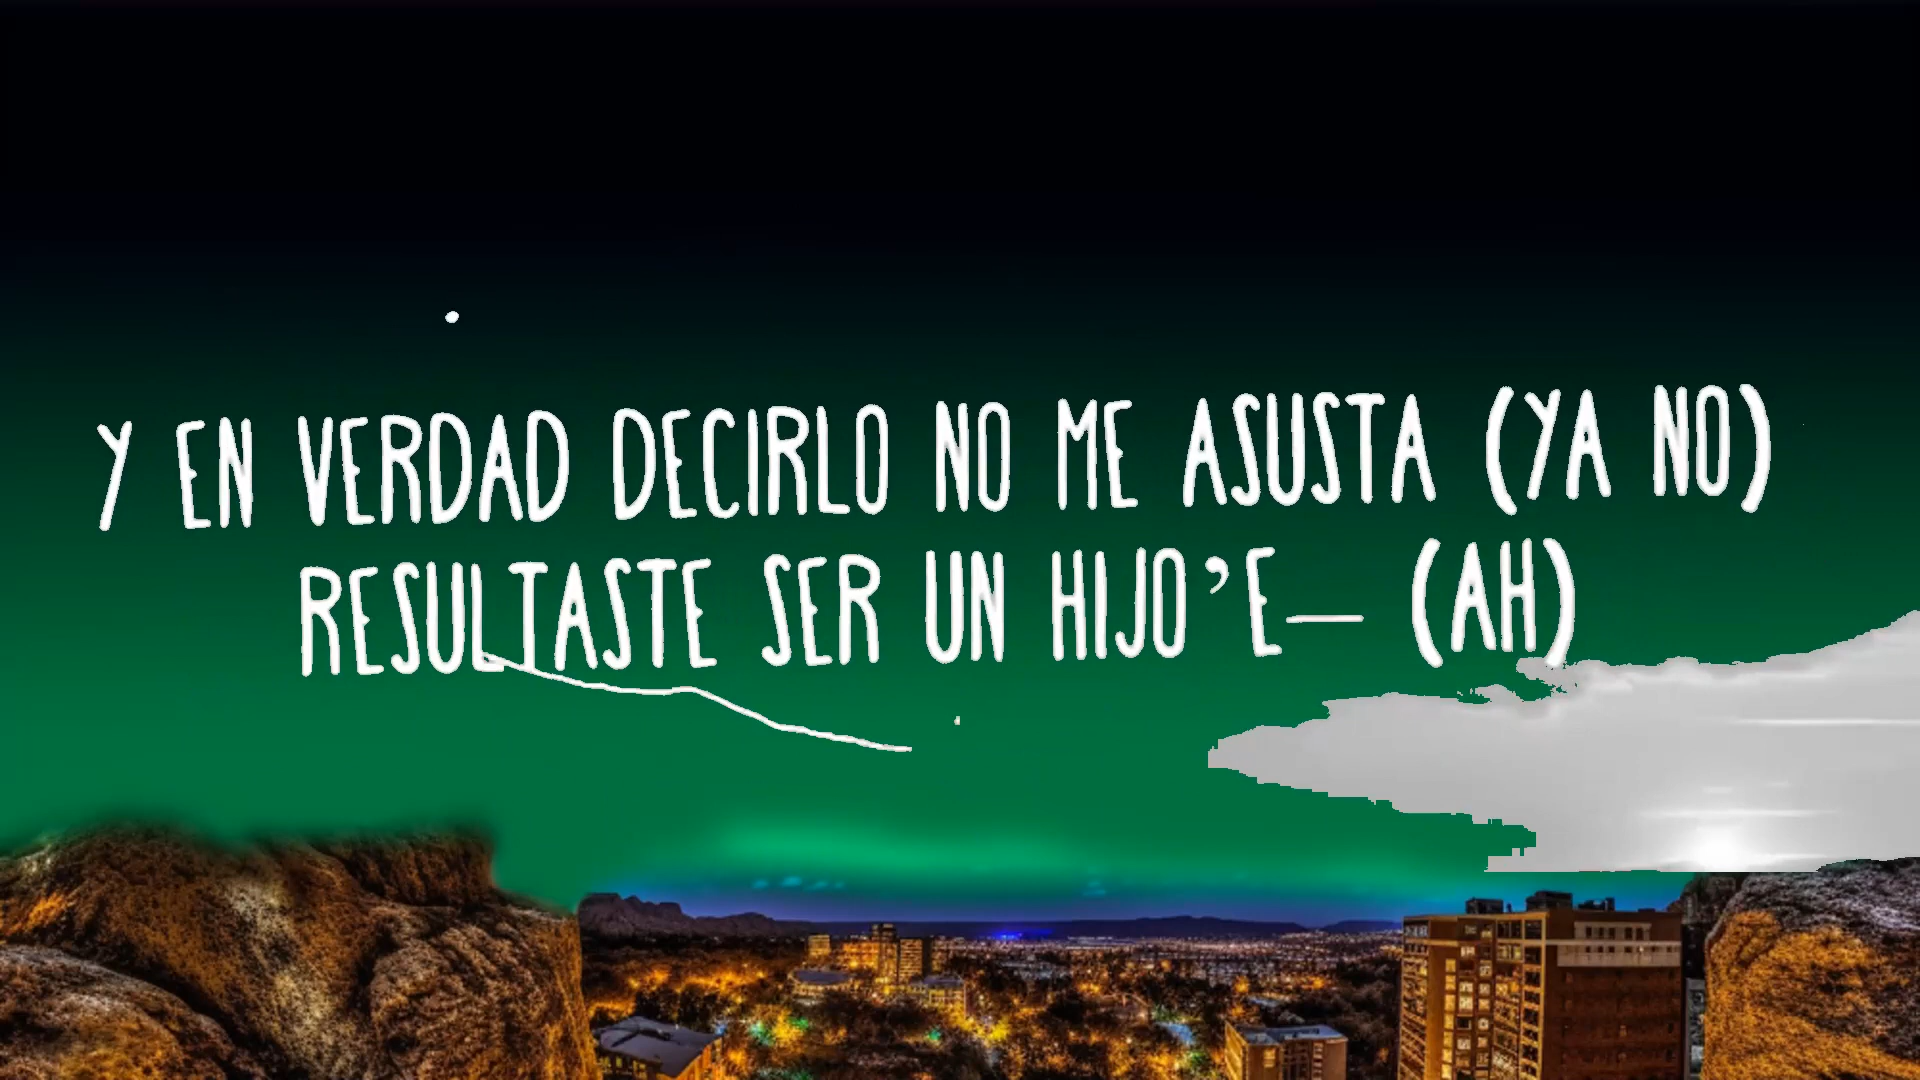 Y EN VERDAD DECIRLO NO ME ASUSTA (YA NO)
RESULTASTE SER UN HIJO'E— (AH)